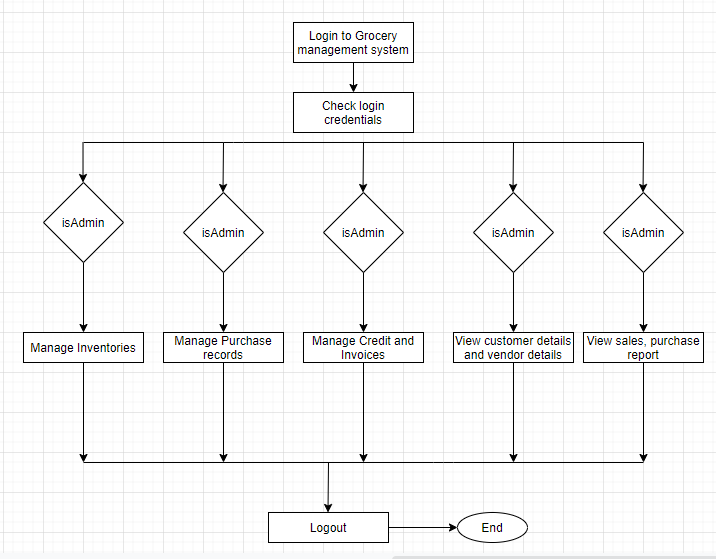 Login to Grocery
management system
Check login
credentials
isAdmin
isAdmin
isAdmin
isAdmin
isAdmin
Manage Inventories
Manage Purchase
records
Manage Credit and
Invoices
View customer details
and vendor details
View sales, purchase
report
Logout
End